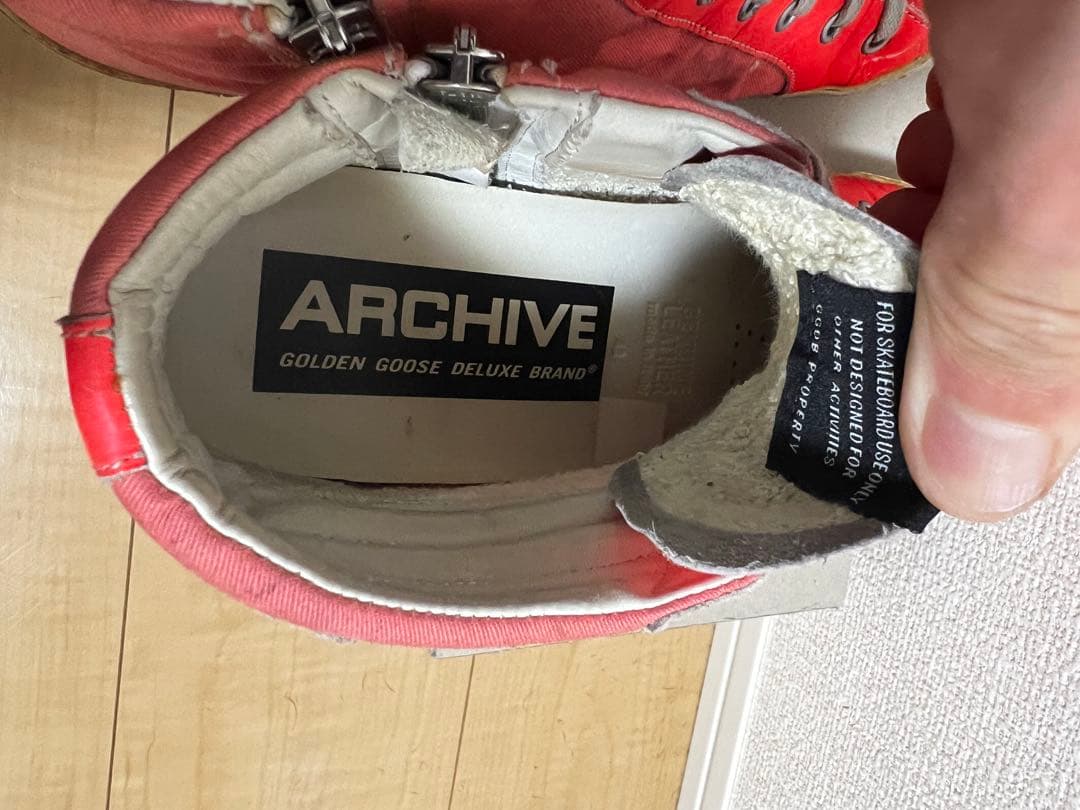 ARCHIVE
GOLDEN GOOSE DELUXE BRAND®
FOR SKATEBOARD USE ONLY
NOT DESIGNED FOR
OTHER ACTIVITIES
GGDB PROPERTY